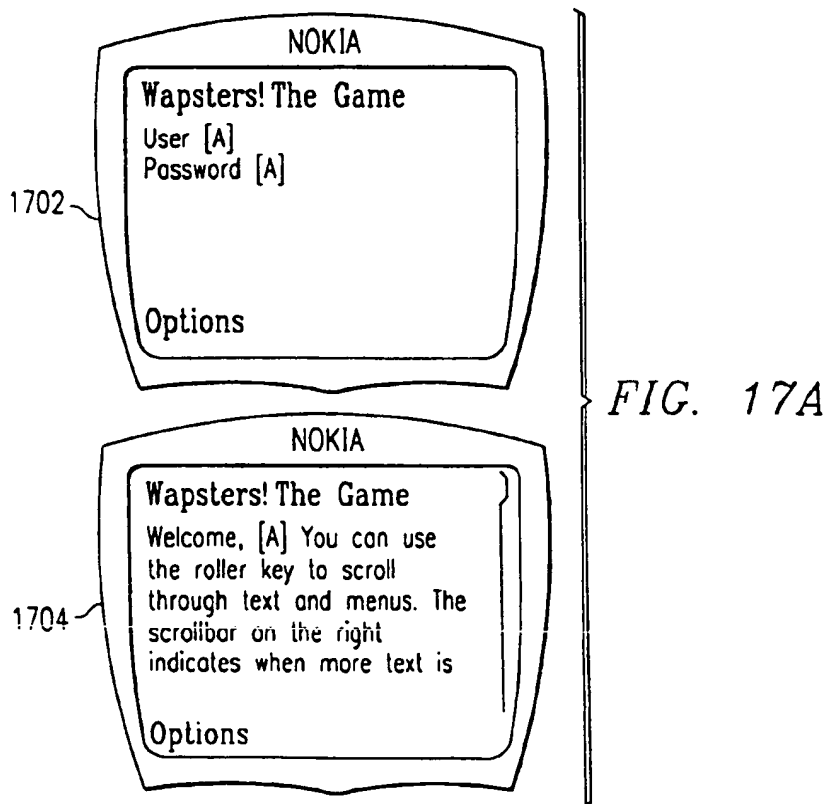 NOKIA
Wapsters! The Game
User [A]
Password [A]
1702
Options
FIG. 17A
NOKIA
Wapsters! The Game
Welcome, [A] You can use
the roller key to scroll
through text and menus. The
scrollbar on the right
indicates when more text is
1704
Options